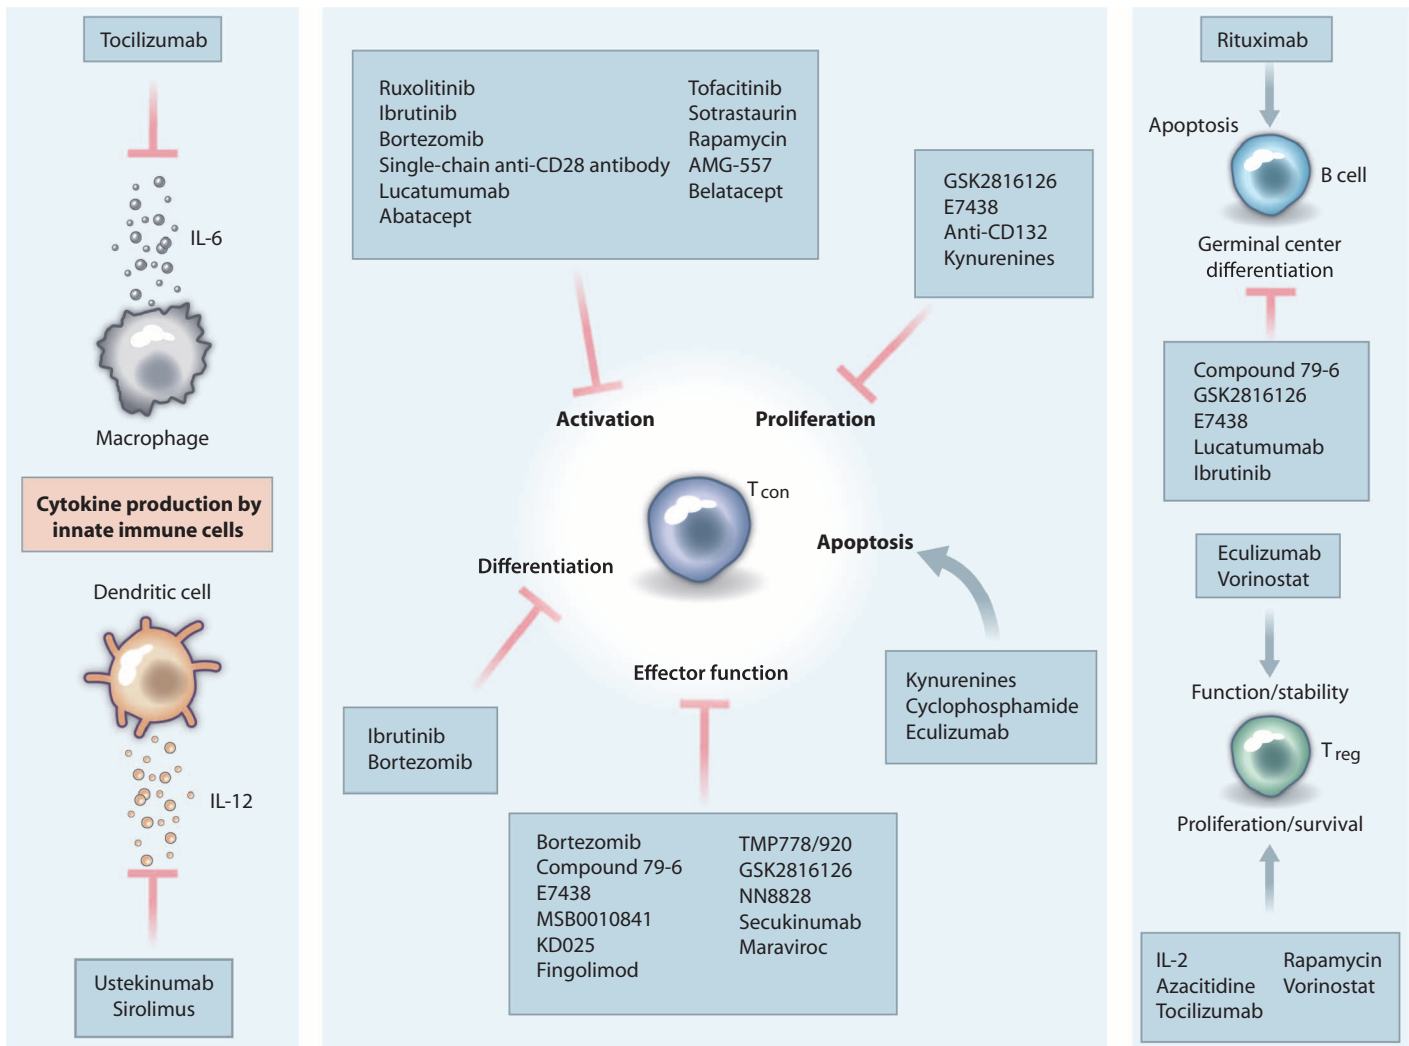 Tocilizumab
IL-6
Macrophage
Cytokine production by
innate immune cells
Dendritic cell
IL-12
Ustekinumab
Sirolimus
Ruxolitinib
Ibrutinib
Bortezomib
Single-chain anti-CD28 antibody
Lucatumumab
Abatacept
Tofacitinib
Sotrastaurin
Rapamycin
AMG-557
Belatacept
GSK2816126
E7438
Anti-CD132
Kynurenines
Activation
Proliferation
T con
Apoptosis
Differentiation
Effector function
Ibrutinib
Bortezomib
Kynurenines
Cyclophosphamide
Eculizumab
Bortezomib
Compound 79-6
E7438
MSB0010841
KD025
Fingolimod
TMP778/920
GSK2816126
NN8828
Secukinumab
Maraviroc
Rituximab
Apoptosis
B cell
Germinal center
differentiation
Compound 79-6
GSK2816126
E7438
Lucatumumab
Ibrutinib
Eculizumab
Vorinostat
Function/stability
T reg
Proliferation/survival
IL-2
Azacitidine
Tocilizumab
Rapamycin
Vorinostat